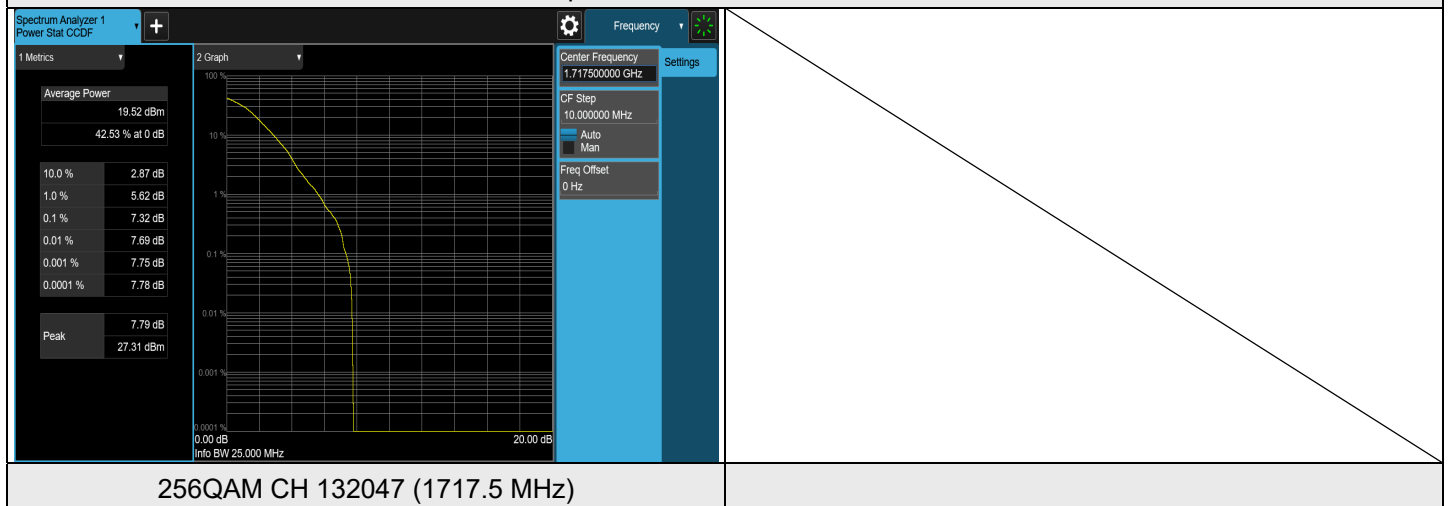 Spectrum Analyzer 1
Power Stat CCDF
+
Frequency
1 Metrics
2 Graph
Settings
Average Power
19.52 dBm
42.53 % at 0 dB
10.0 % 2.87 dB
1.0 % 5.62 dB
0.1 % 7.32 dB
0.01 % 7.69 dB
0.001 % 7.75 dB
0.0001 % 7.78 dB
Peak
7.79 dB
27.31 dBm
100 %
10 %
1 %
0.1 %
0.01 %
0.001 %
0.0001 %
0.00 dB 20.00 dB
Info BW 25.000 MHz
Center Frequency
1.717500000 GHz
CF Step
10.000000 MHz
Auto
Man
Freq Offset
0 Hz
256QAM CH 132047 (1717.5 MHz)